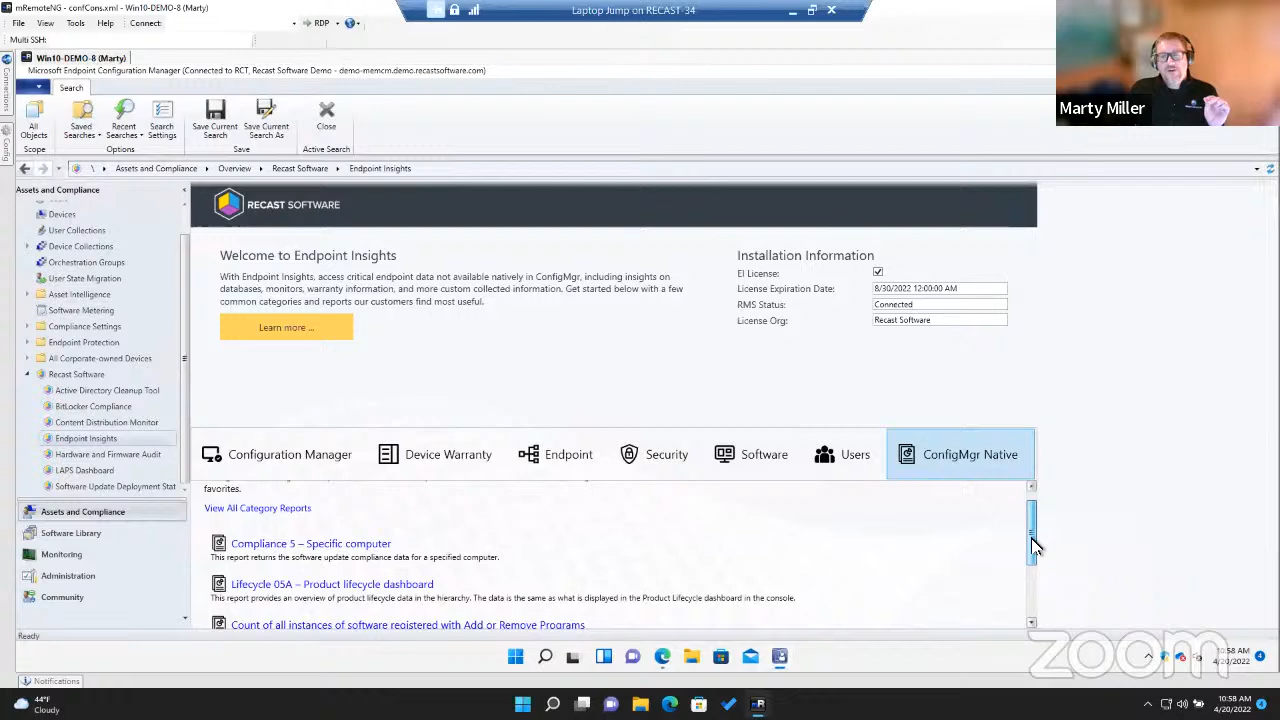 mRemoteNG - confCons.xml - Win10-DEMO-8 (Marty)
Laptop Jump on RECAST-34
File View Tools Help Connect: RDP
Multi SSH:
Win10-DEMO-8 (Marty)
Microsoft Endpoint Configuration Manager (Connected to RCT, Recast Software Demo - demo-memcm.demo.recastsoftware.com)
Search
All Objects
Saved Searches
Recent Searches
Search Settings
Save Current Search
Save Current Search As
Close
Scope Options Save Active Search
\ Assets and Compliance Overview Recast Software Endpoint Insights
Connections
Config
Assets and Compliance
Devices
User Collections
Device Collections
Orchestration Groups
User State Migration
Asset Intelligence
Software Metering
Compliance Settings
Endpoint Protection
All Corporate-owned Devices
Recast Software
Active Directory Cleanup Tool
BitLocker Compliance
Content Distribution Monitor
Endpoint Insights
Hardware and Firmware Audit
LAPS Dashboard
Software Update Deployment Stat
Assets and Compliance
Software Library
Monitoring
Administration
Community
RECAST SOFTWARE
Welcome to Endpoint Insights
With Endpoint Insights, access critical endpoint data not available natively in ConfigMgr, including insights on
databases, monitors, warranty information, and more custom collected information. Get started below with a few
common categories and reports our customers find most useful.
Learn more ...
Installation Information
EI License:
License Expiration Date: 8/30/2022 12:00:00 AM
RMS Status: Connected
License Org: Recast Software
Configuration Manager Device Warranty Endpoint Security Software Users ConfigMgr Native
favorites.
View All Category Reports
Compliance 5 – Specific computer
This report returns the software update compliance data for a specified computer.
Lifecycle 05A – Product lifecycle dashboard
This report provides an overview of product lifecycle data in the hierarchy. The data is the same as what is displayed in the Product Lifecycle dashboard in the console.
Count of all instances of software registered with Add or Remove Programs
Marty Miller
Ready
10:58 AM
4/20/2022
zoom
Notifications
44°F
Cloudy
10:58 AM
4/20/2022